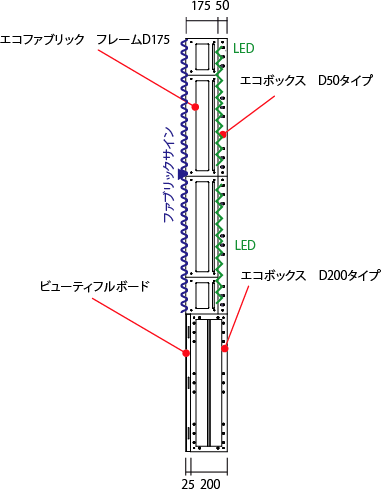 175 50
エコファブリック　フレームD175
LED
エコボックス　D50タイプ
ファブリックサイン
LED
エコボックス　D200タイプ
ビューティフルボード
25 200